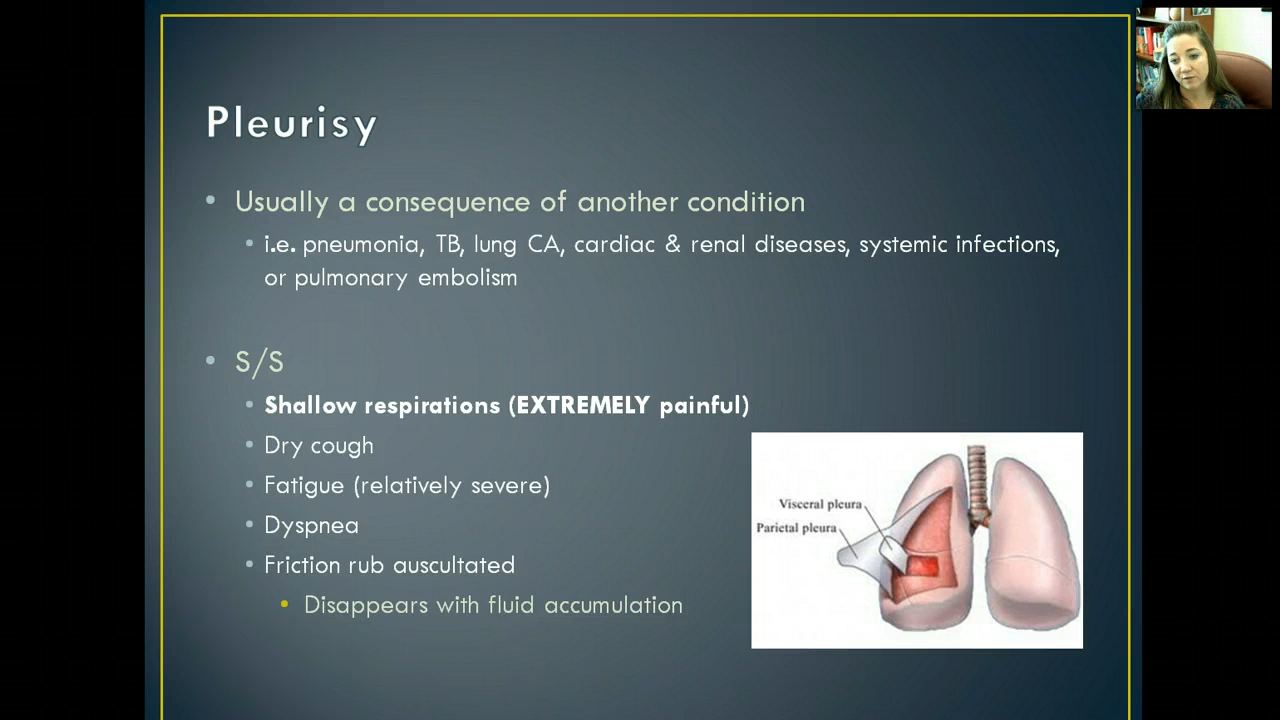 Pleurisy
• Usually a consequence of another condition
• i.e. pneumonia, TB, lung CA, cardiac & renal diseases, systemic infections,
or pulmonary embolism
• S/S
• Shallow respirations (EXTREMELY painful)
• Dry cough
• Fatigue (relatively severe)
• Dyspnea
• Friction rub auscultated
• Disappears with fluid accumulation
Visceral pleura
Parietal pleura